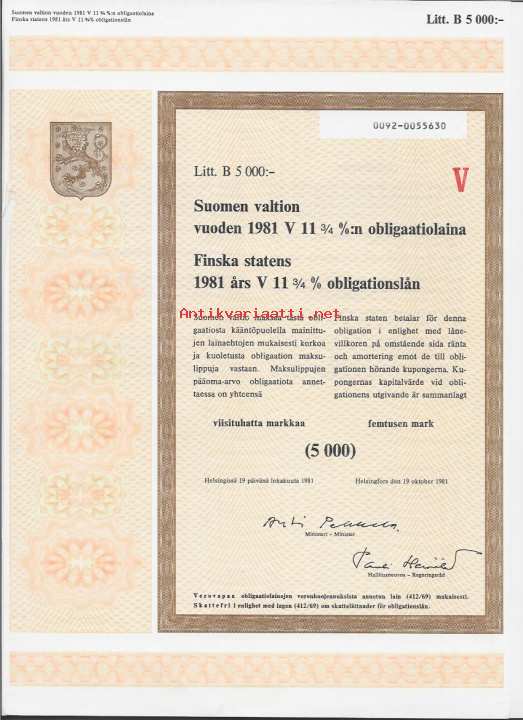 Suomen valtion vuoden 1981 V 11 ¾ %:n obligaatiolaina
Finska statens 1981 års V 11 ¾% obligationslån
Litt. B 5 000:–
0092-0055630
Litt. B 5 000:–
V
Suomen valtion
vuoden 1981 V 11 ¾ %:n obligaatiolaina
Finska statens
1981 års V 11 ¾ % obligationslån
Antikvariaatti.net
Suomen valtio maksaa tästä obli-
gaatiosta kääntöpuolella mainittu-
jen lainaehtojen mukaisesti korkoa
ja kuoletusta obligaation maksu-
lippuja vastaan. Maksulippujen
pääoma-arvo obligaatiota annet-
taessa on yhteensä
Finska staten betalar för denna
obligation i enlighet med låne-
villkoren på omstående sida ränta
och amortering emot de till obli-
gationen hörande kupongerna. Ku-
pongernas kapitalvärde vid obli-
gationens utgivande är sammanlagt
viisituhatta markkaa
femtusen mark
(5 000)
Helsingissä 19 päivänä lokakuuta 1981
Helsingfors den 19 oktober 1981
Ministeri – Minister
Hallitusneuvos – Regeringsråd
Verovapaa obligaatiolainojen veronhuojennuksista annetun lain (412/69) mukaisesti.
Skattefri i enlighet med lagen (412/69) om skattelättnader för obligationslån.